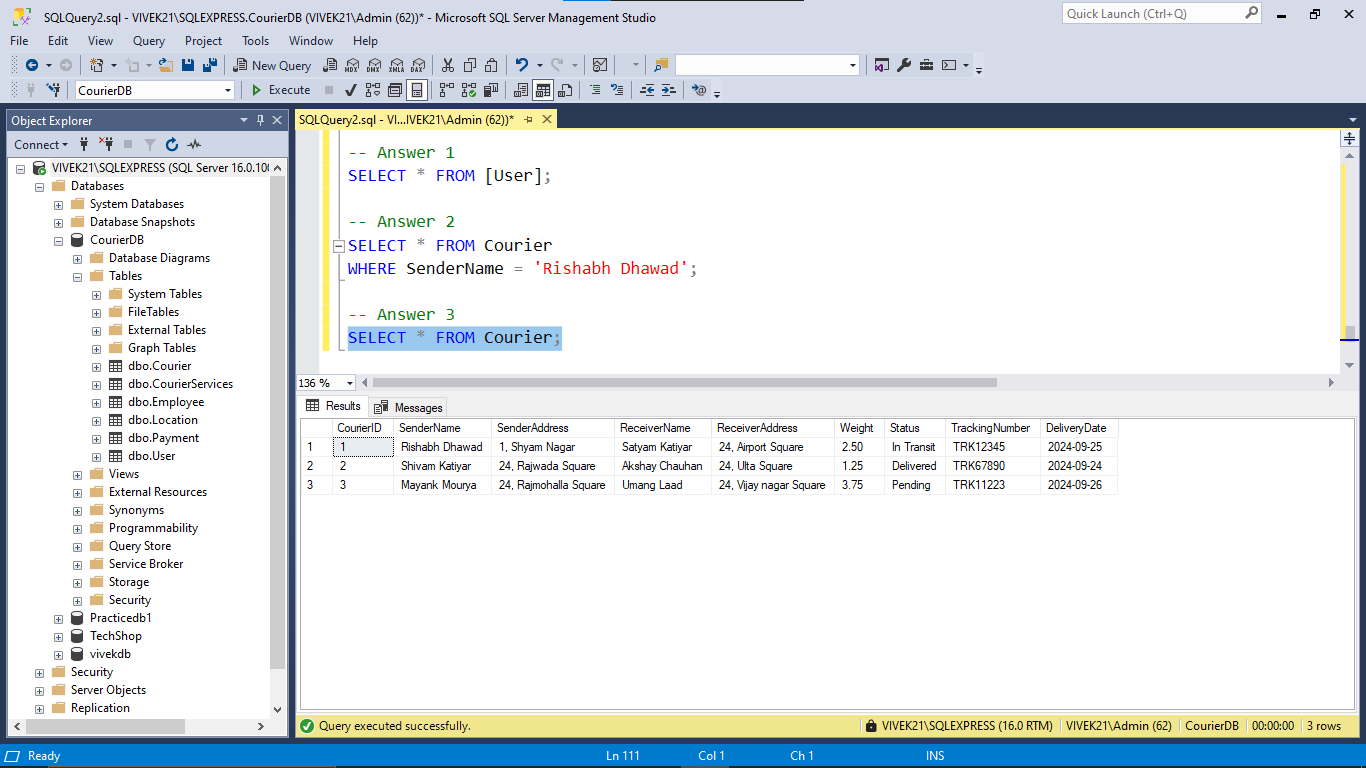 SQLQuery2.sql - VIVEK21\SQLEXPRESS.CourierDB (VIVEK21\Admin (62))* - Microsoft SQL Server Management Studio
Quick Launch (Ctrl+Q)
File Edit View Query Project Tools Window Help
New Query MDX DMX XMLA DAX
CourierDB Execute
Object Explorer
Connect
VIVEK21\SQLEXPRESS (SQL Server 16.0.10
Databases
System Databases
Database Snapshots
CourierDB
Database Diagrams
Tables
System Tables
FileTables
External Tables
Graph Tables
dbo.Courier
dbo.CourierServices
dbo.Employee
dbo.Location
dbo.Payment
dbo.User
Views
External Resources
Synonyms
Programmability
Query Store
Service Broker
Storage
Security
Practicedb1
TechShop
vivekdb
Security
Server Objects
Replication
SQLQuery2.sql - VI...IVEK21\Admin (62))*
-- Answer 1
SELECT * FROM [User];
-- Answer 2
SELECT * FROM Courier
WHERE SenderName = 'Rishabh Dhawad';
-- Answer 3
SELECT * FROM Courier;
136 %
Results Messages
CourierID SenderName SenderAddress ReceiverName ReceiverAddress Weight Status TrackingNumber DeliveryDate
1 1 Rishabh Dhawad 1, Shyam Nagar Satyam Katiyar 24, Airport Square 2.50 In Transit TRK12345 2024-09-25
2 2 Shivam Katiyar 24, Rajwada Square Akshay Chauhan 24, Ulta Square 1.25 Delivered TRK67890 2024-09-24
3 3 Mayank Mourya 24, Rajmohalla Square Umang Laad 24, Vijay nagar Square 3.75 Pending TRK11223 2024-09-26
Query executed successfully. VIVEK21\SQLEXPRESS (16.0 RTM) VIVEK21\Admin (62) CourierDB 00:00:00 3 rows
Ready Ln 111 Col 1 Ch 1 INS